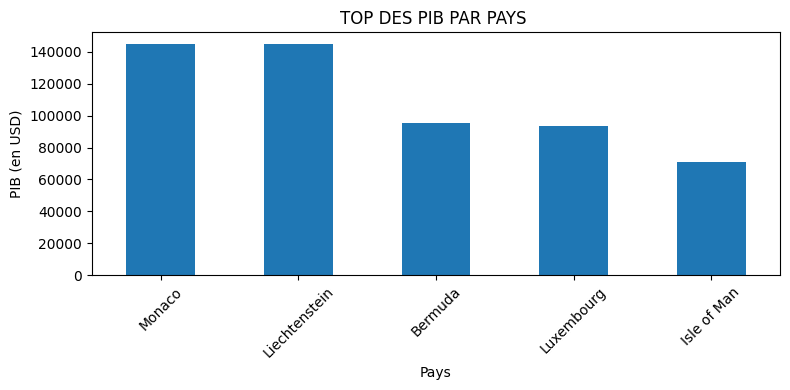 TOP DES PIB PAR PAYS
PIB (en USD)
140000
120000
100000
80000
60000
40000
20000
0
Monaco
Liechtenstein
Bermuda
Luxembourg
Isle of Man
Pays